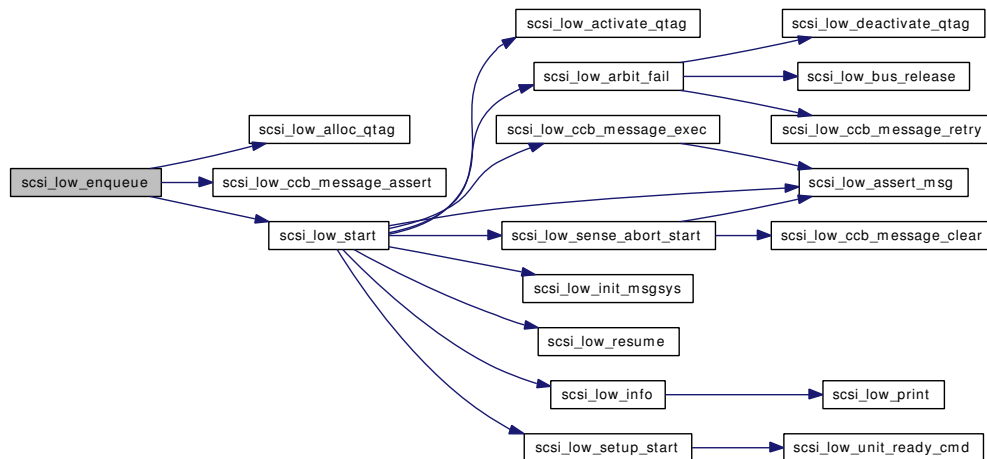 scsi_low_activate_qtag
scsi_low_deactivate_qtag
scsi_low_arbit_fail
scsi_low_bus_release
scsi_low_alloc_qtag
scsi_low_ccb_message_exec
scsi_low_ccb_message_retry
scsi_low_enqueue
scsi_low_ccb_message_assert
scsi_low_assert_msg
scsi_low_start
scsi_low_sense_abort_start
scsi_low_ccb_message_clear
scsi_low_init_msgsys
scsi_low_resume
scsi_low_info
scsi_low_print
scsi_low_setup_start
scsi_low_unit_ready_cmd